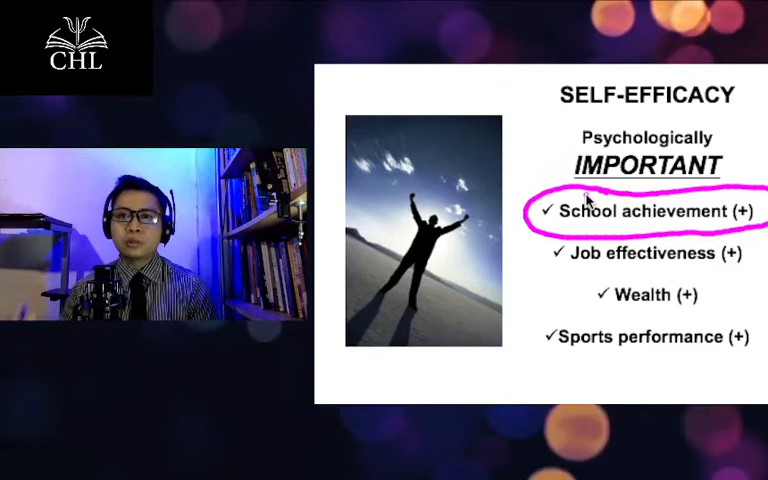 CHL
SELF-EFFICACY
Psychologically
IMPORTANT
✓ School achievement (+)
✓ Job effectiveness (+)
✓ Wealth (+)
✓Sports performance (+)